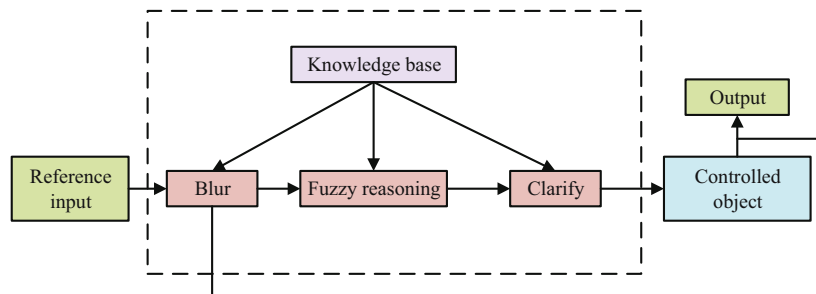 Knowledge base
Output
Reference
input
Blur
Fuzzy reasoning
Clarify
Controlled
object